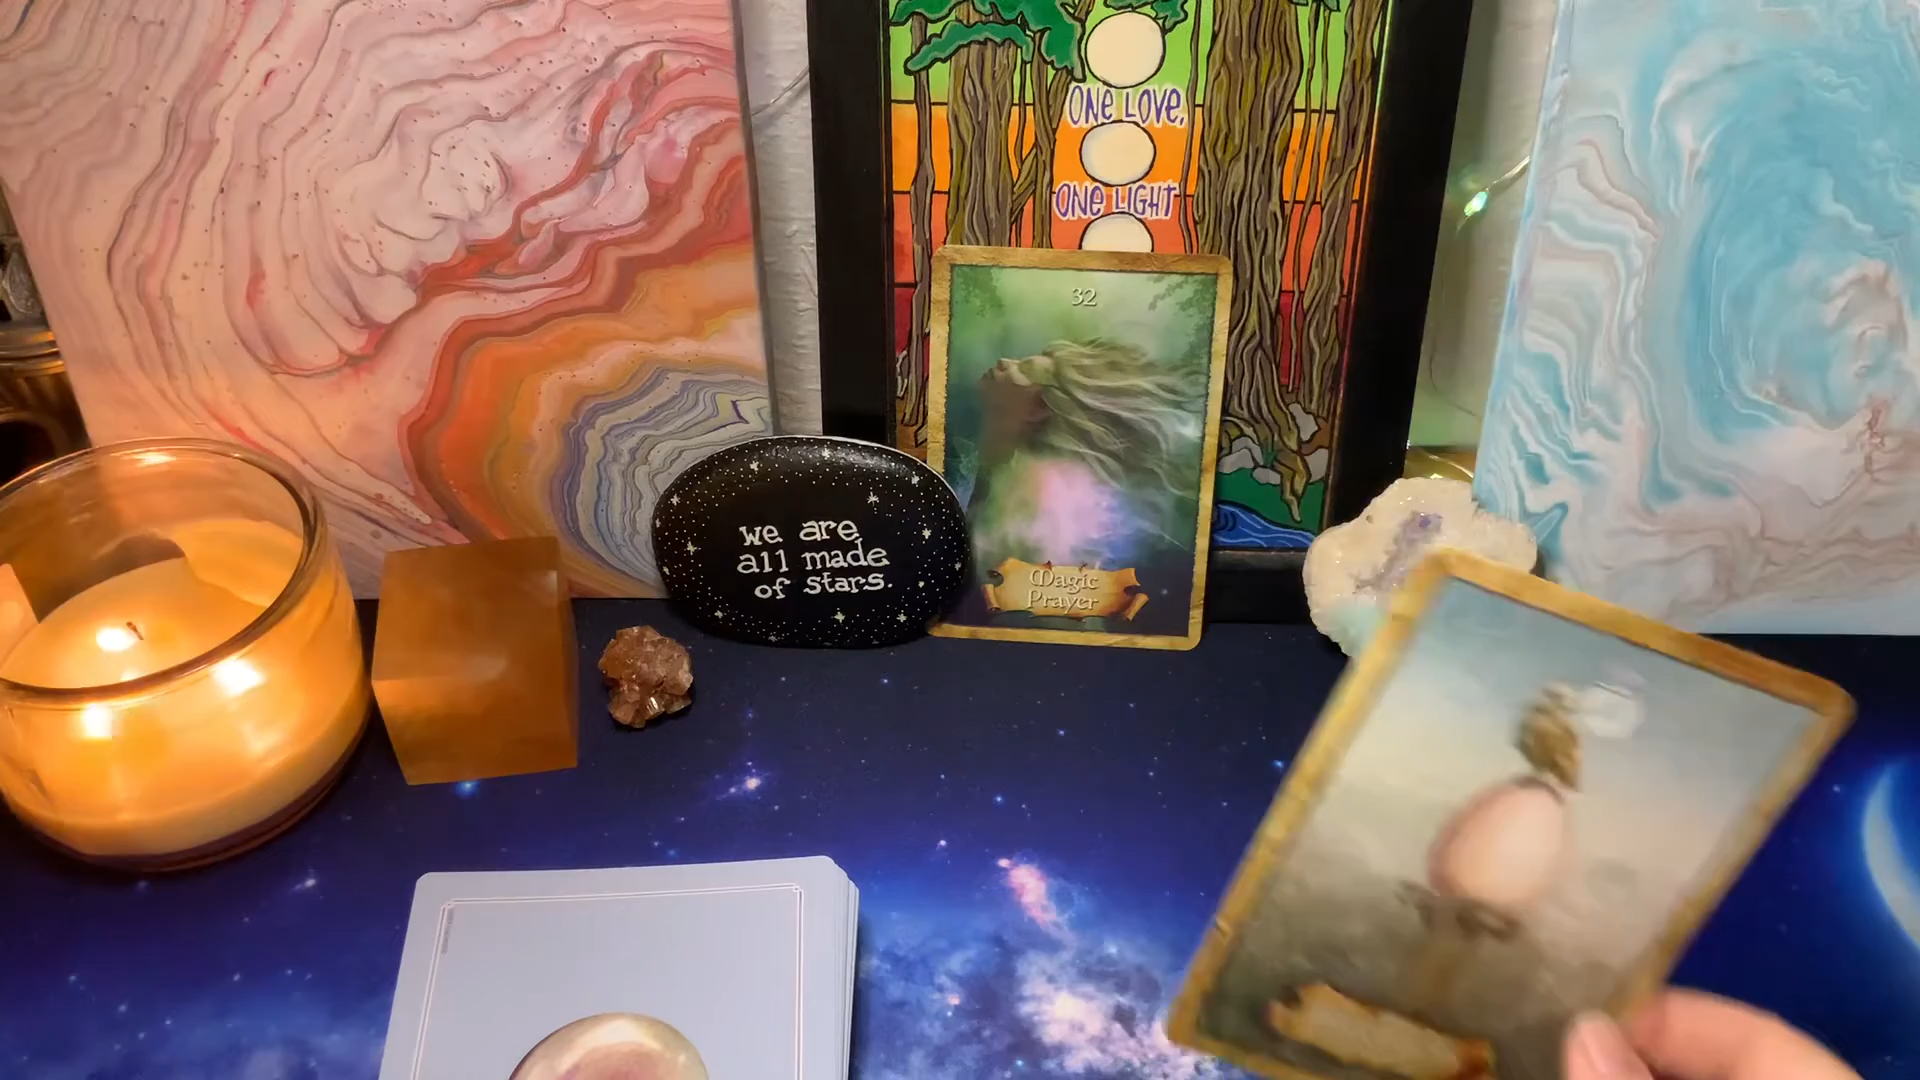 ONE LOVE,
ONE LIGHT
32
we are
all made
of stars.
Magic
Prayer